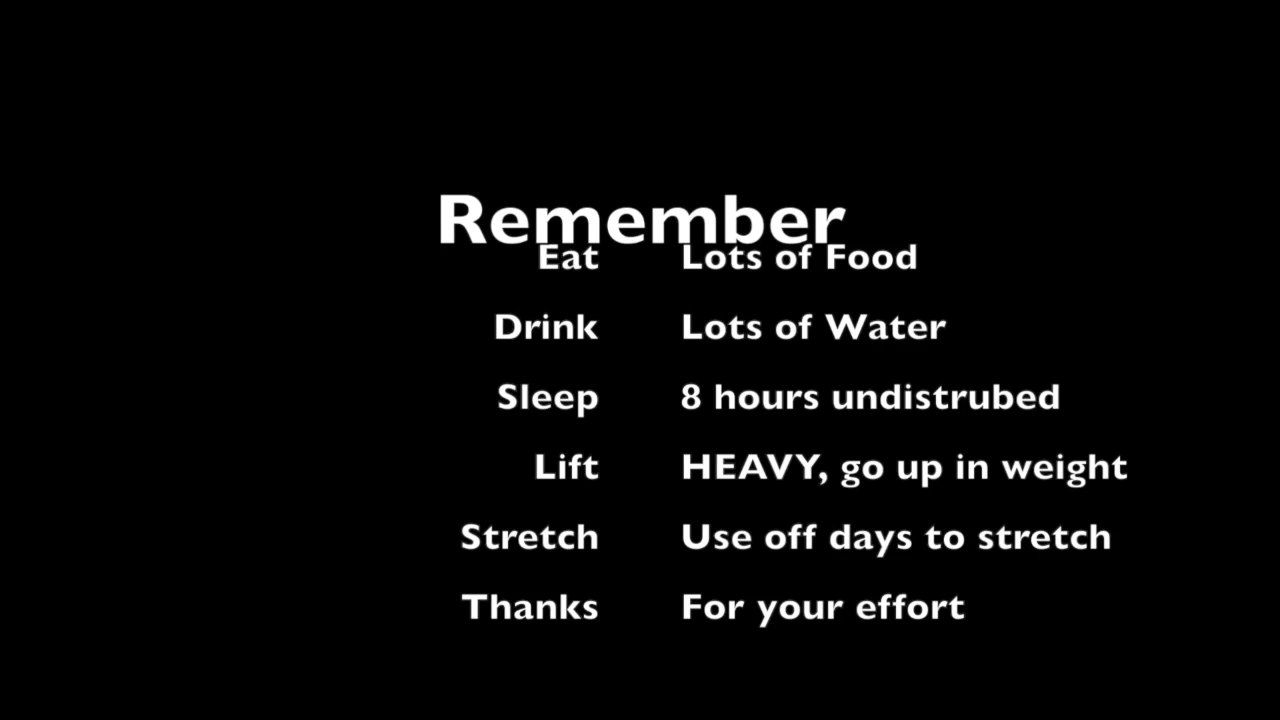 Remember
Eat Lots of Food
Drink Lots of Water
Sleep 8 hours undistrubed
Lift HEAVY, go up in weight
Stretch Use off days to stretch
Thanks For your effort